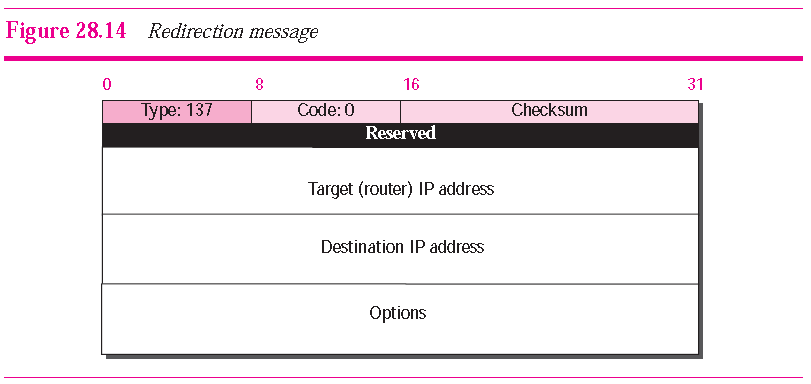 Figure 28.14 Redirection message
0 8 16 31
Type: 137 Code: 0 Checksum
Reserved
Target (router) IP address
Destination IP address
Options